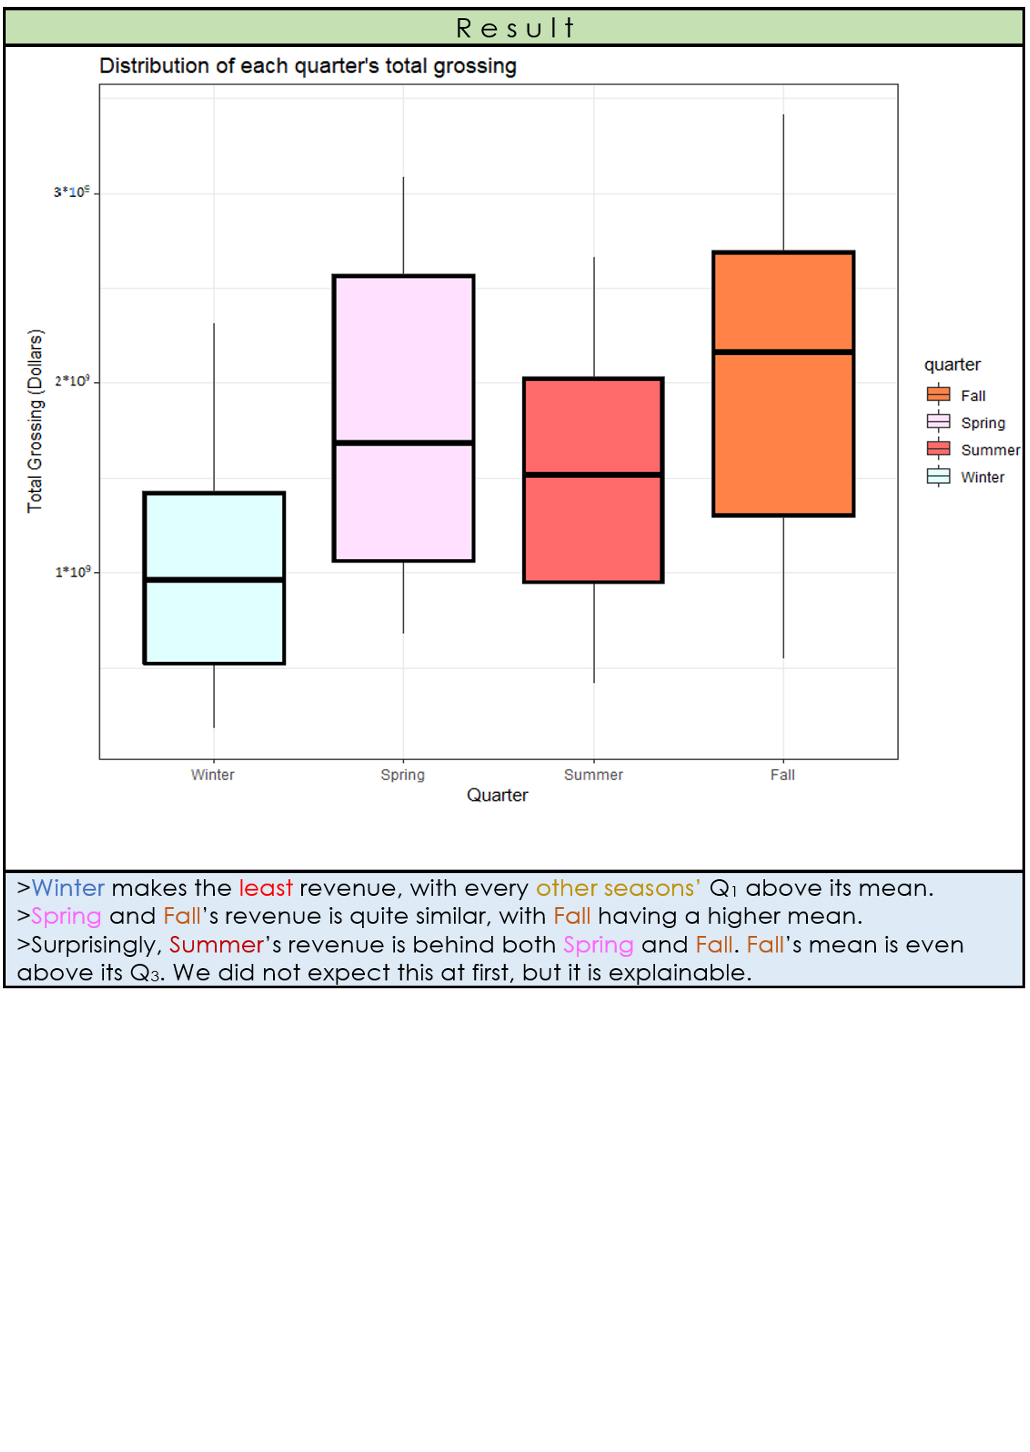 Result
Distribution of each quarter's total grossing
3*10⁹
2*10⁹
1*10⁹
Total Grossing (Dollars)
Winter
Spring
Summer
Fall
Quarter
quarter
Fall
Spring
Summer
Winter
>Winter makes the least revenue, with every other seasons' Q₁ above its mean.
>Spring and Fall's revenue is quite similar, with Fall having a higher mean.
>Surprisingly, Summer's revenue is behind both Spring and Fall. Fall's mean is even
above its Q₃. We did not expect this at first, but it is explainable.